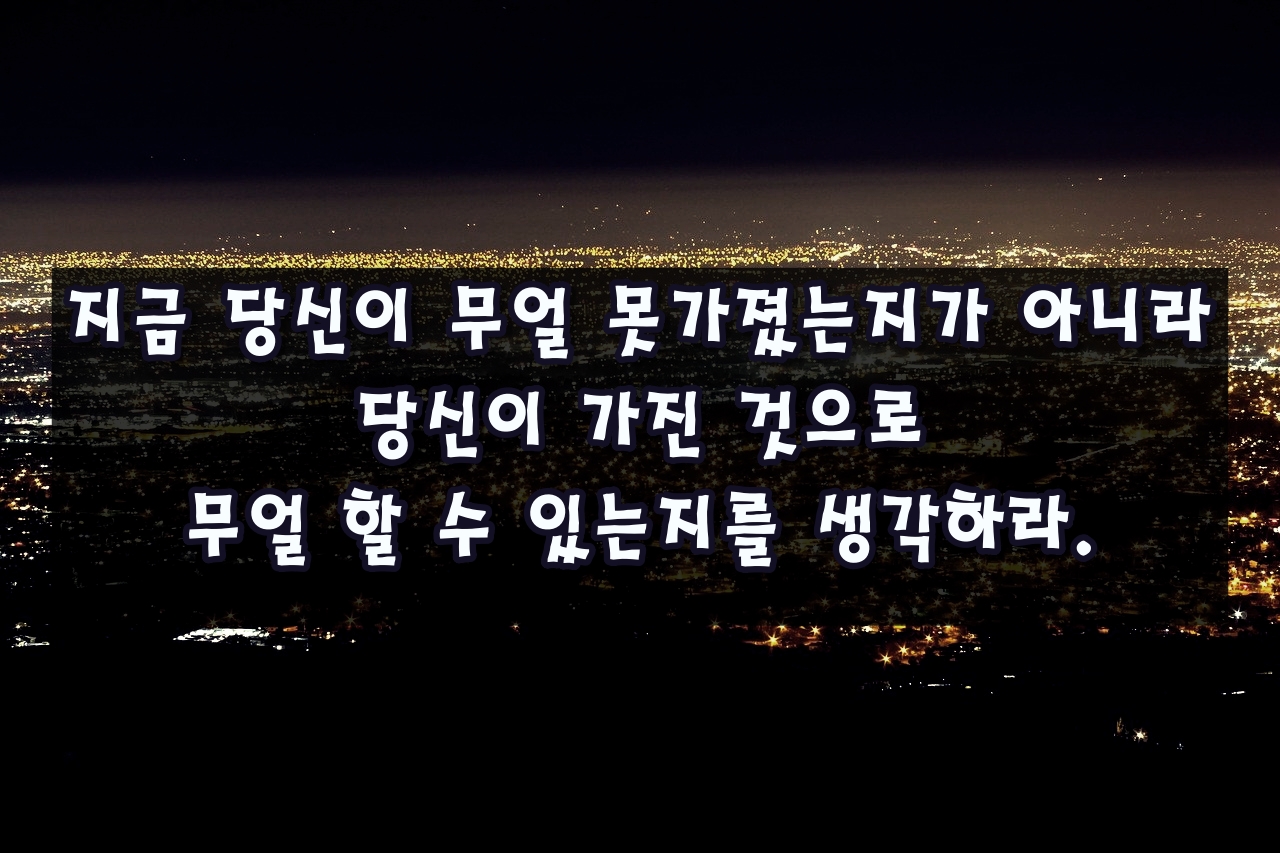 지금 당신이 무얼 못가졌는지가 아니라
당신이 가진 것으로
무얼 할 수 있는지를 생각하라.